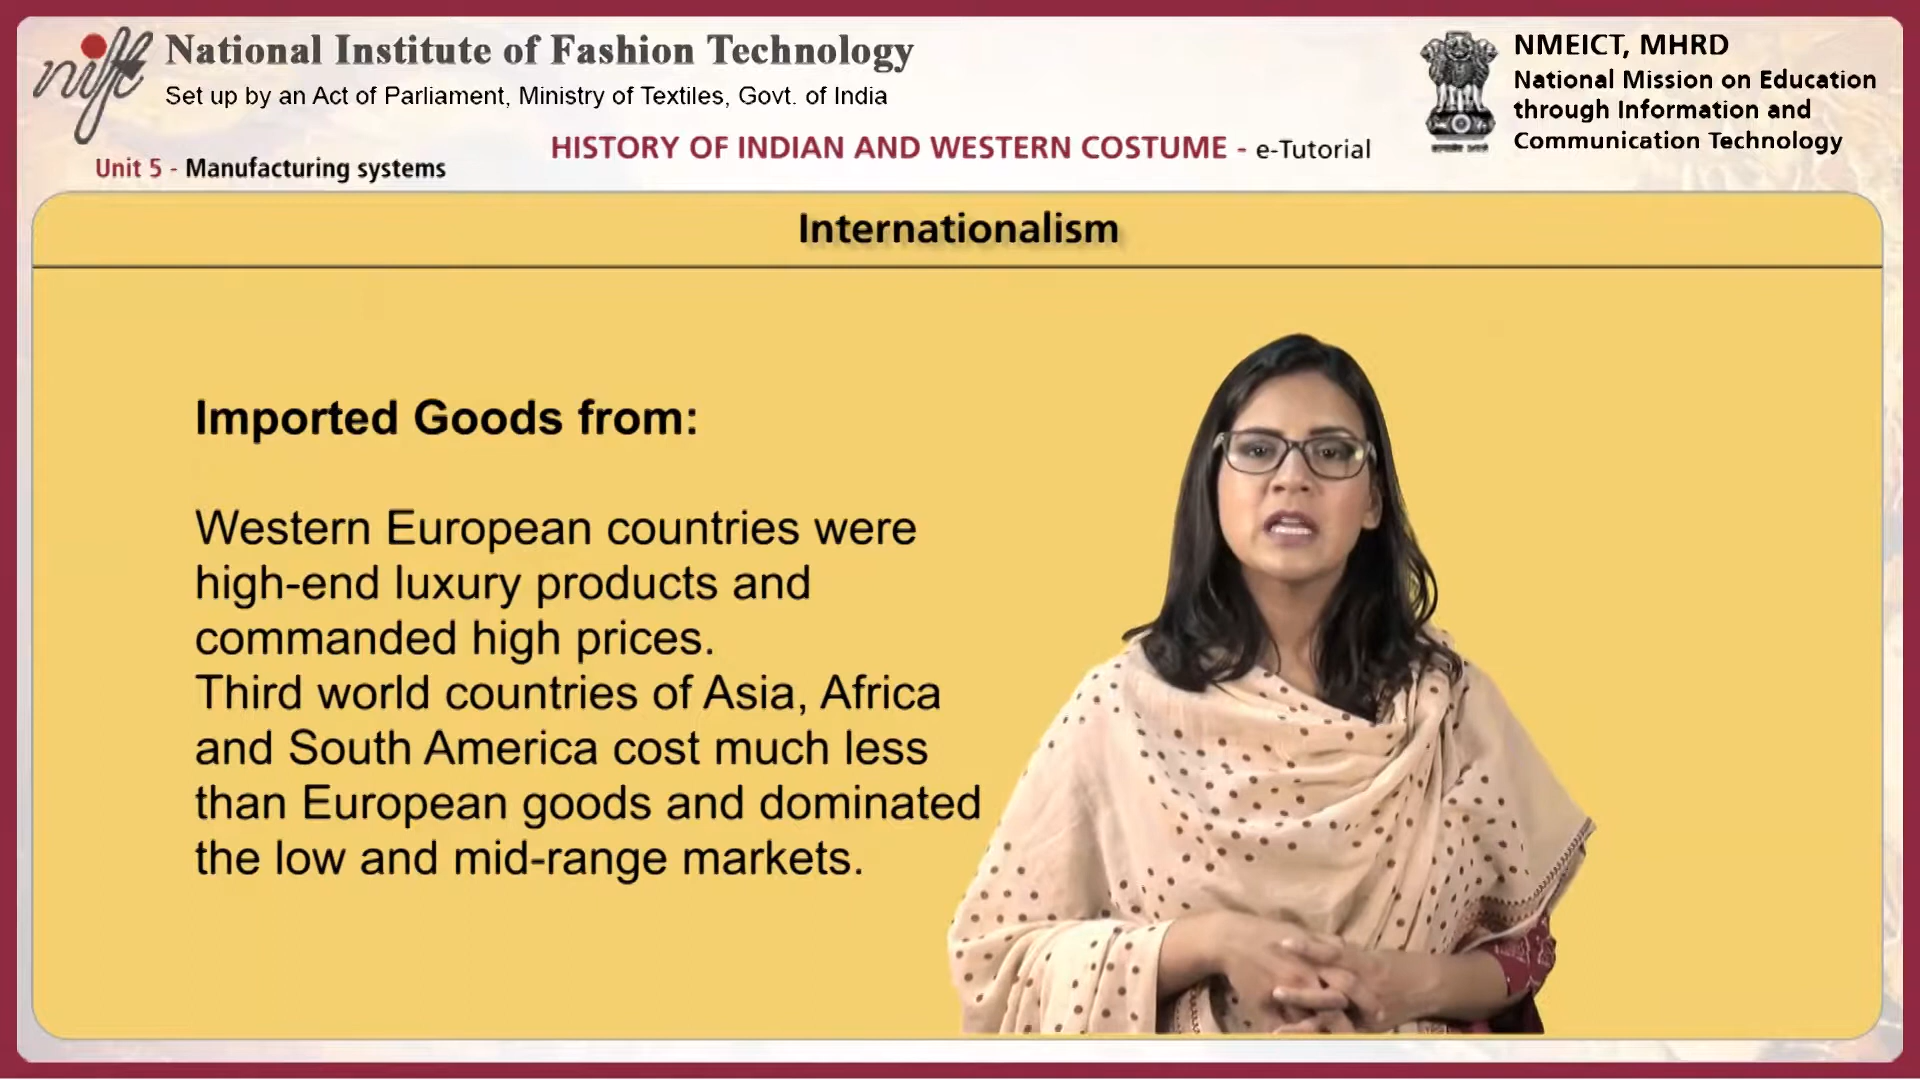 nift
National Institute of Fashion Technology
Set up by an Act of Parliament, Ministry of Textiles, Govt. of India
NMEICT, MHRD
National Mission on Education
through Information and
Communication Technology
HISTORY OF INDIAN AND WESTERN COSTUME - e-Tutorial
Unit 5 - Manufacturing systems
Internationalism
Imported Goods from:
Western European countries were
high-end luxury products and
commanded high prices.
Third world countries of Asia, Africa
and South America cost much less
than European goods and dominated
the low and mid-range markets.